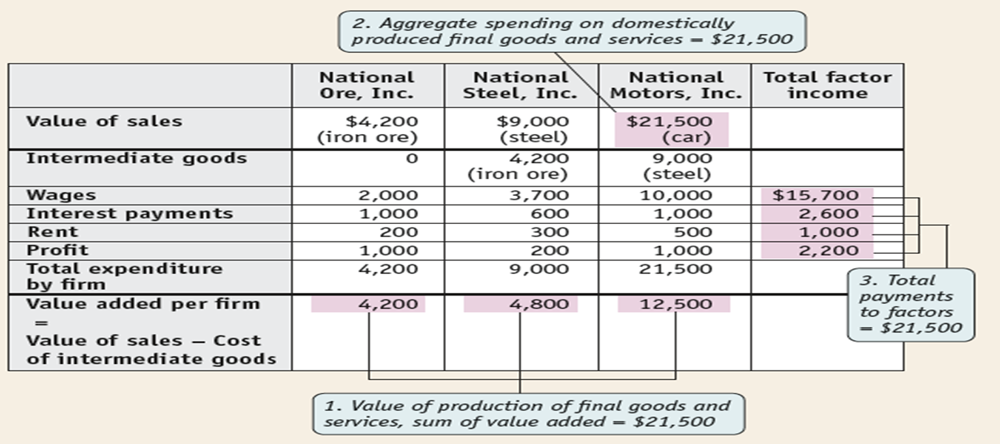 2. Aggregate spending on domestically
produced final goods and services = $21,500
National Ore, Inc. National Steel, Inc. National Motors, Inc. Total factor income
Value of sales $4,200 (iron ore) $9,000 (steel) $21,500 (car)
Intermediate goods 0 4,200 (iron ore) 9,000 (steel)
Wages 2,000 3,700 10,000 $15,700
Interest payments 1,000 600 1,000 2,600
Rent 200 300 500 1,000
Profit 1,000 200 1,000 2,200
Total expenditure by firm 4,200 9,000 21,500
Value added per firm 4,200 4,800 12,500
=
Value of sales – Cost
of intermediate goods
3. Total
payments
to factors
= $21,500
1. Value of production of final goods and
services, sum of value added = $21,500